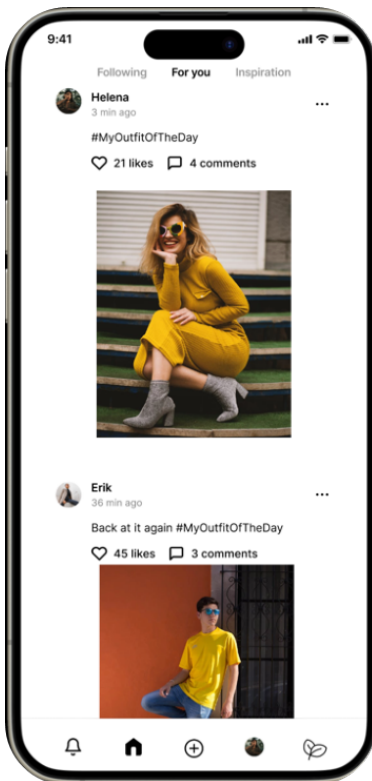 9:41
Following For you Inspiration
Helena
3 min ago
#MyOutfitOfTheDay
21 likes 4 comments
Erik
36 min ago
Back at it again #MyOutfitOfTheDay
45 likes 3 comments